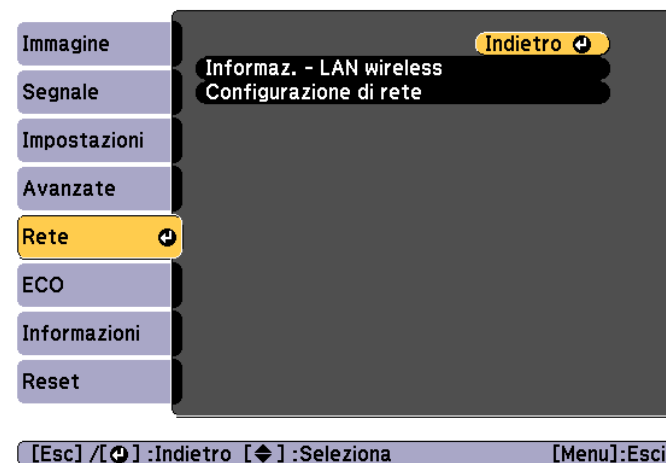 Immagine
Segnale
Impostazioni
Avanzate
Rete
ECO
Informazioni
Reset
Indietro
Informaz. - LAN wireless
Configurazione di rete
[Esc] /[ ] :Indietro [ ] :Seleziona [Menu]:Esci